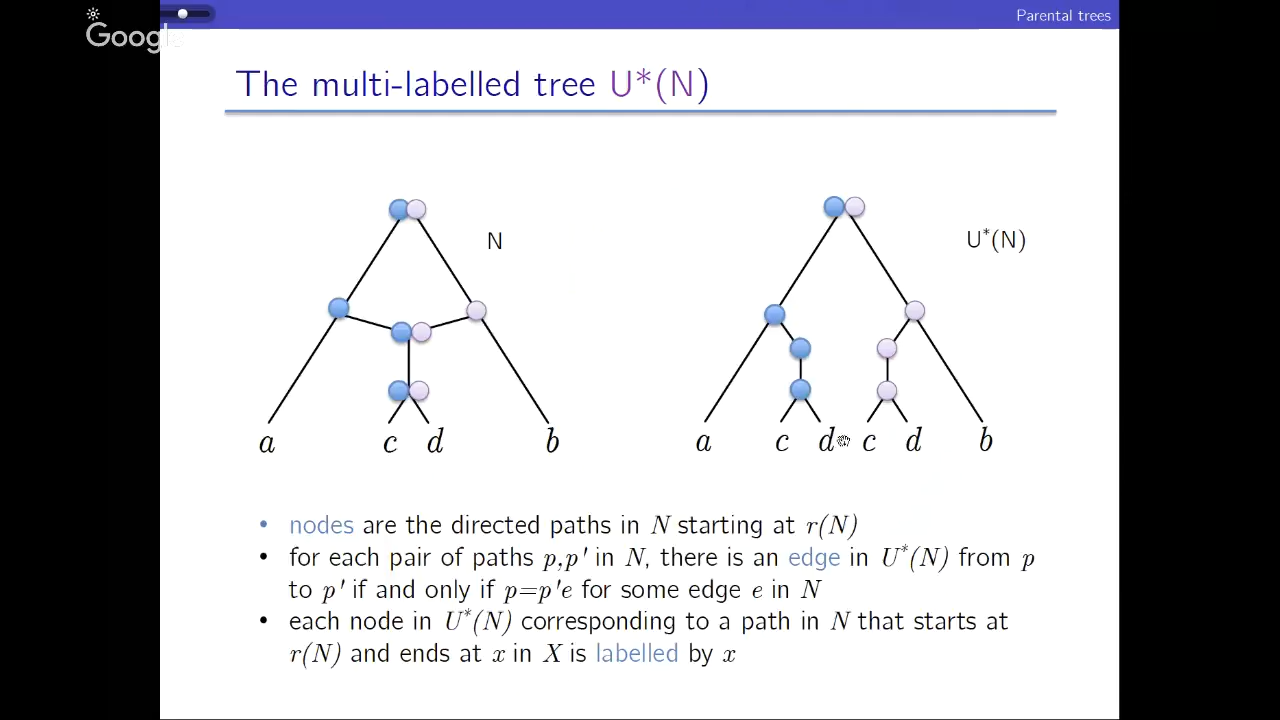 Parental trees
Google
The multi-labelled tree U*(N)
N
U*(N)
a c d b
a c d c d b
• nodes are the directed paths in N starting at r(N)
• for each pair of paths p,p' in N, there is an edge in U*(N) from p
to p' if and only if p=p'e for some edge e in N
• each node in U*(N) corresponding to a path in N that starts at
r(N) and ends at x in X is labelled by x